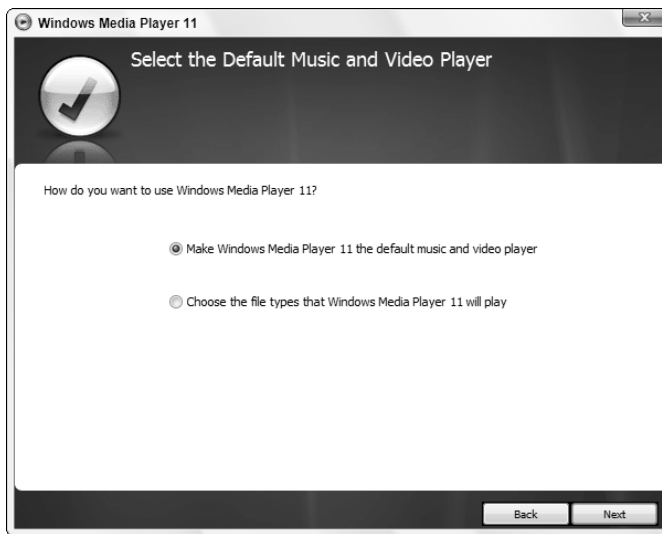 Windows Media Player 11
Select the Default Music and Video Player
How do you want to use Windows Media Player 11?
Make Windows Media Player 11 the default music and video player
Choose the file types that Windows Media Player 11 will play
Back Next